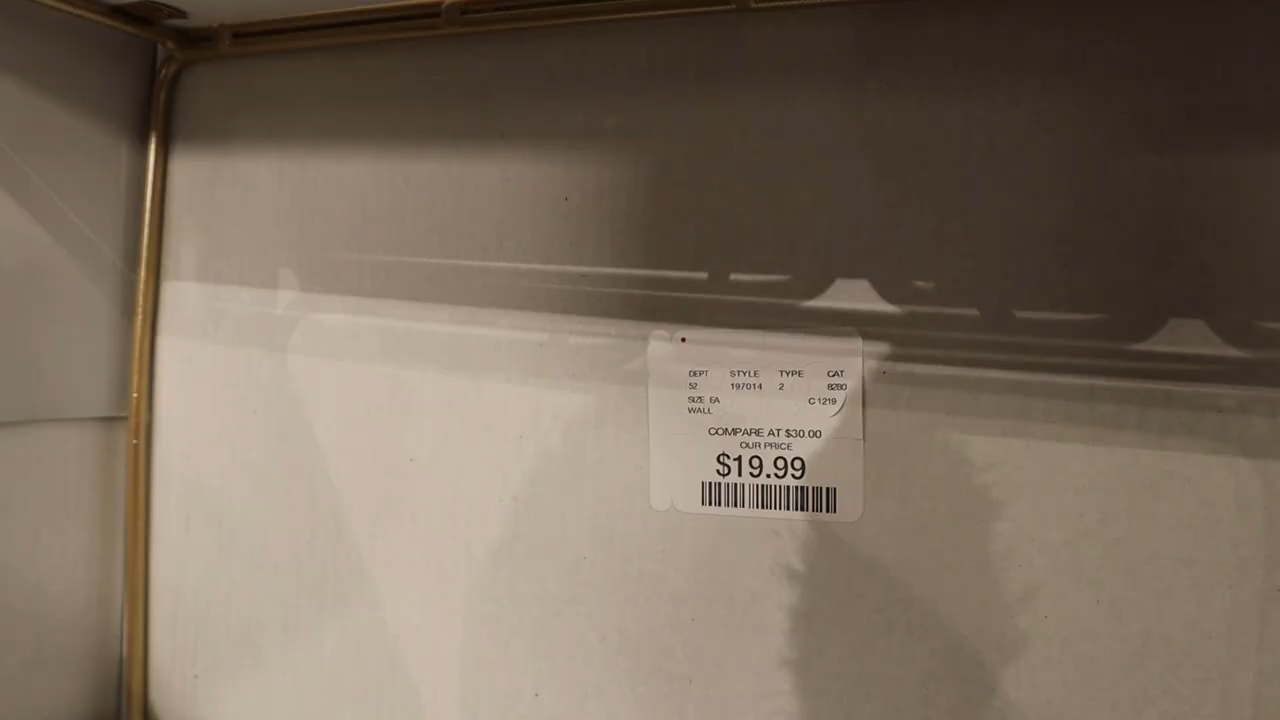 DEPT STYLE TYPE CAT
52 197014 2 8280
SIZE EA C1219
WALL
COMPARE AT $30.00
OUR PRICE
$19.99